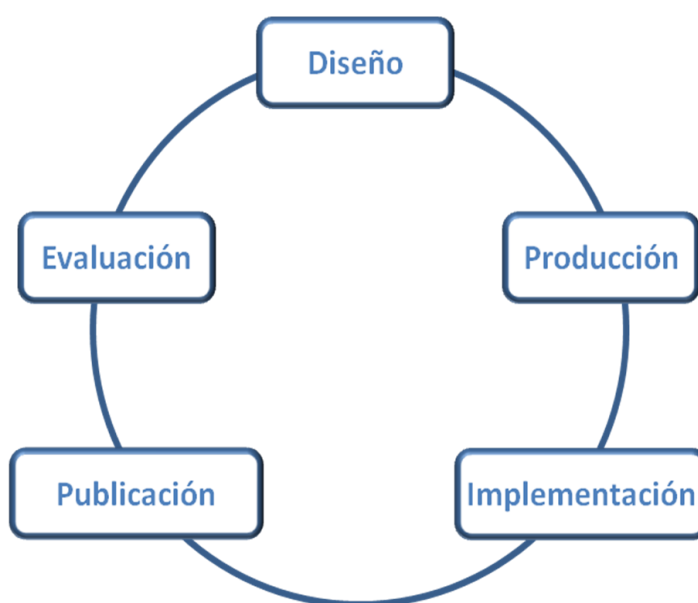 Diseño
Evaluación
Producción
Publicación
Implementación